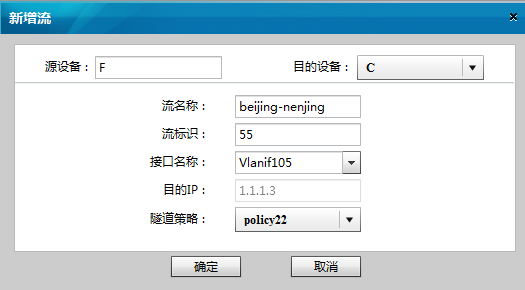 新增流
源设备： F 目的设备： C
流名称： beijing-nenjing
流标识： 55
接口名称： Vlanif105
目的IP： 1.1.1.3
隧道策略： policy22
确定 取消